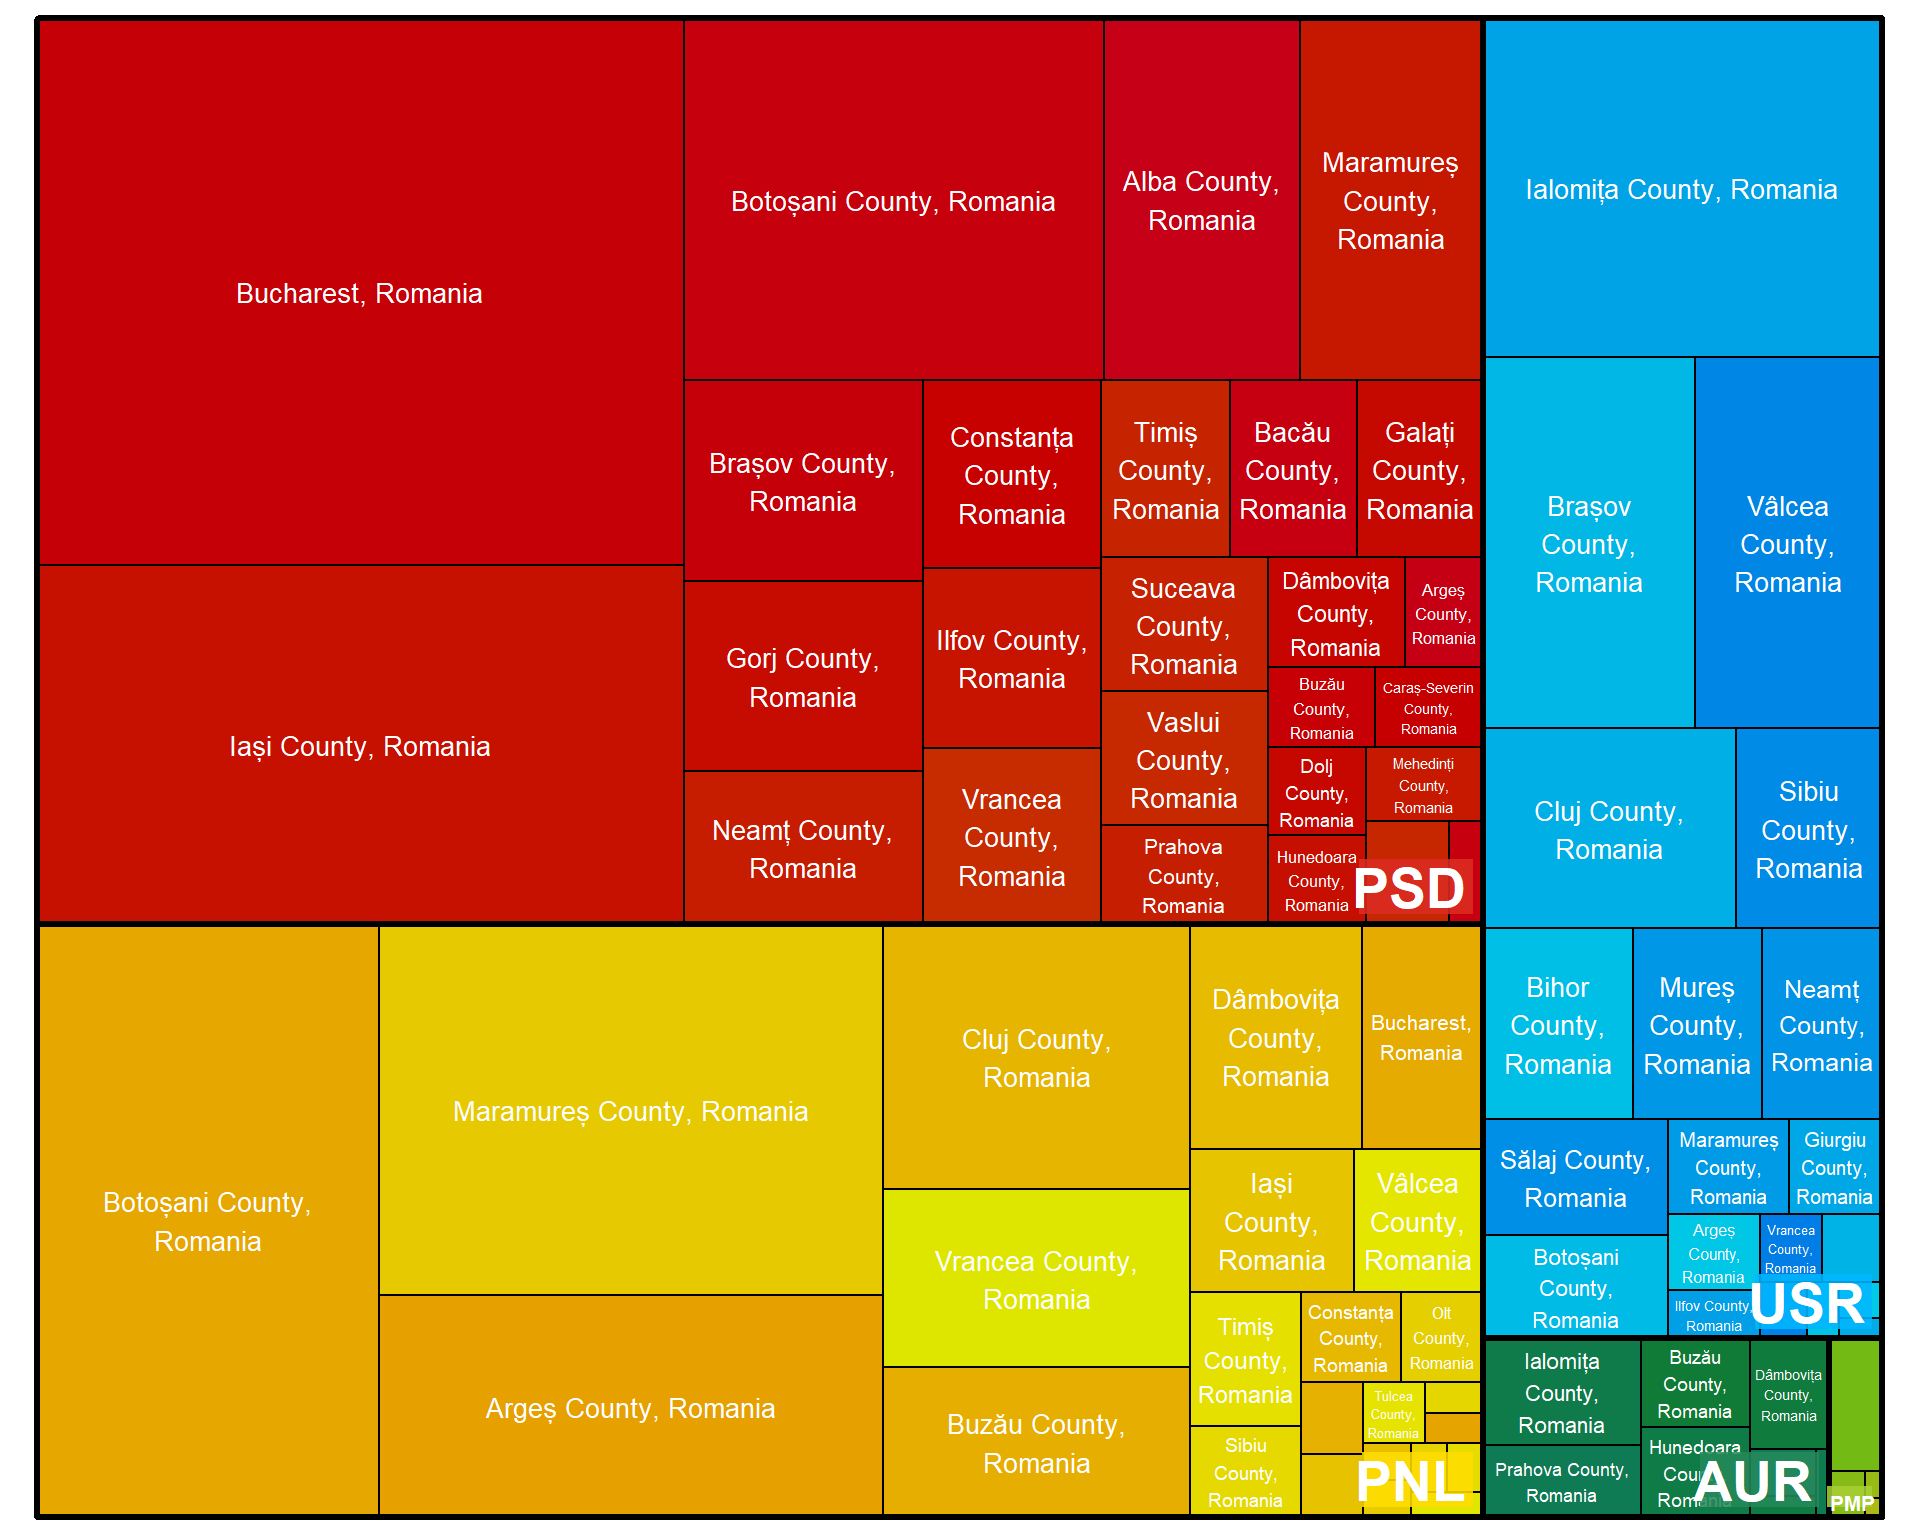 Bucharest, Romania
Iași County, Romania
Botoșani County, Romania
Alba County,
Romania
Maramureș
County,
Romania
Brașov County,
Romania
Gorj County,
Romania
Neamț County,
Romania
Constanța
County,
Romania
Ilfov County,
Romania
Vrancea
County,
Romania
Timiș
County,
Romania
Bacău
County,
Romania
Galați
County,
Romania
Suceava
County,
Romania
Vaslui
County,
Romania
Prahova
County,
Romania
Dâmbovița
County,
Romania
Argeș
County,
Romania
Buzău
County,
Romania
Caraș-Severin
County,
Romania
Dolj
County,
Romania
Mehedinți
County,
Romania
Hunedoara
County,
Romania
PSD
Botoșani County,
Romania
Maramureș County, Romania
Argeș County, Romania
Cluj County,
Romania
Vrancea County,
Romania
Buzău County,
Romania
Dâmbovița
County,
Romania
Bucharest,
Romania
Iași
County,
Romania
Vâlcea
County,
Romania
Timiș
County,
Romania
Sibiu
County,
Romania
Constanța
County,
Romania
Olt
County,
Romania
Tulcea
County,
Romania
PNL
Ialomița County, Romania
Brașov
County,
Romania
Vâlcea
County,
Romania
Cluj County,
Romania
Sibiu
County,
Romania
Bihor
County,
Romania
Mureș
County,
Romania
Neamț
County,
Romania
Sălaj County,
Romania
Botoșani
County,
Romania
Maramureș
County,
Romania
Giurgiu
County,
Romania
Argeș
County,
Romania
Vrancea
County,
Romania
Ilfov County,
Romania
USR
Ialomița
County,
Romania
Prahova County,
Romania
Buzău
County,
Romania
Hunedoara
County,
Romania
Dâmbovița
County,
Romania
AUR
PMP